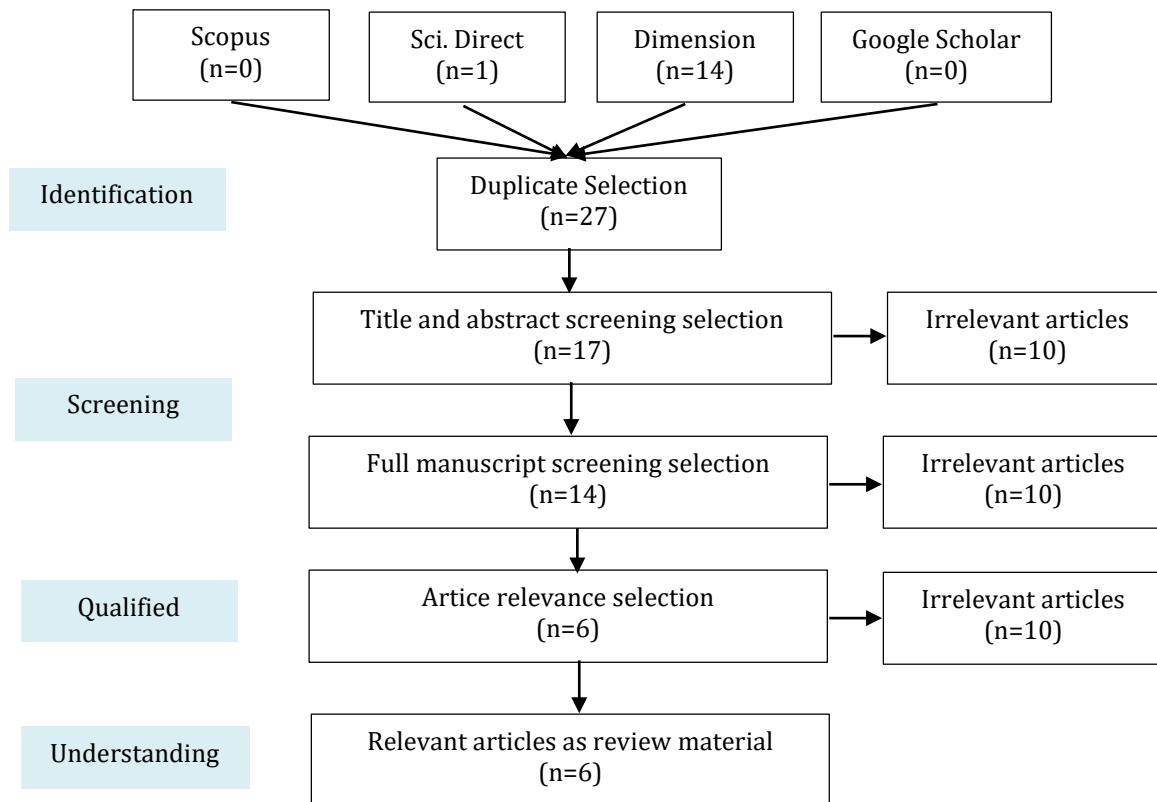 Scopus
(n=0)
Sci. Direct
(n=1)
Dimension
(n=14)
Google Scholar
(n=0)
Identification
Duplicate Selection
(n=27)
Title and abstract screening selection
(n=17)
Irrelevant articles
(n=10)
Screening
Full manuscript screening selection
(n=14)
Irrelevant articles
(n=10)
Qualified
Artice relevance selection
(n=6)
Irrelevant articles
(n=10)
Understanding
Relevant articles as review material
(n=6)